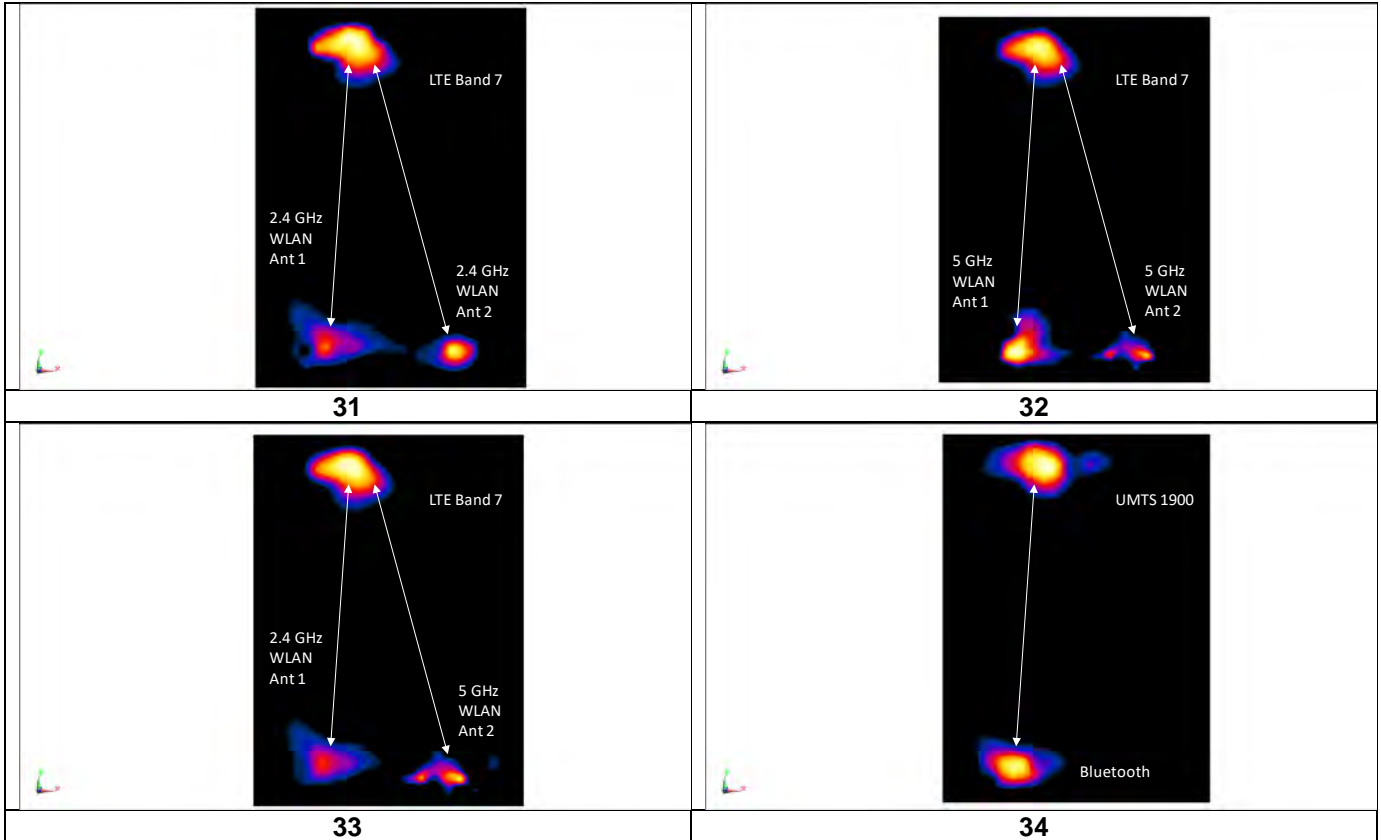 LTE Band 7
2.4 GHz
WLAN
Ant 1
2.4 GHz
WLAN
Ant 2
LTE Band 7
5 GHz
WLAN
Ant 1
5 GHz
WLAN
Ant 2
31
32
LTE Band 7
2.4 GHz
WLAN
Ant 1
5 GHz
WLAN
Ant 2
UMTS 1900
Bluetooth
33
34